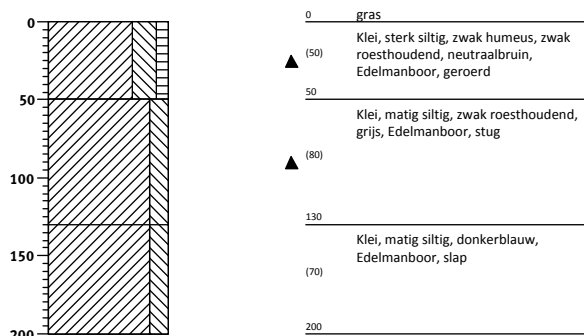 0
50
100
150
200
0 gras
Klei, sterk siltig, zwak humeus, zwak
(50) roesthoudend, neutraalbruin,
Edelmanboor, geroerd
50
Klei, matig siltig, zwak roesthoudend,
grijs, Edelmanboor, stug
(80)
130
Klei, matig siltig, donkerblauw,
Edelmanboor, slap
(70)
200